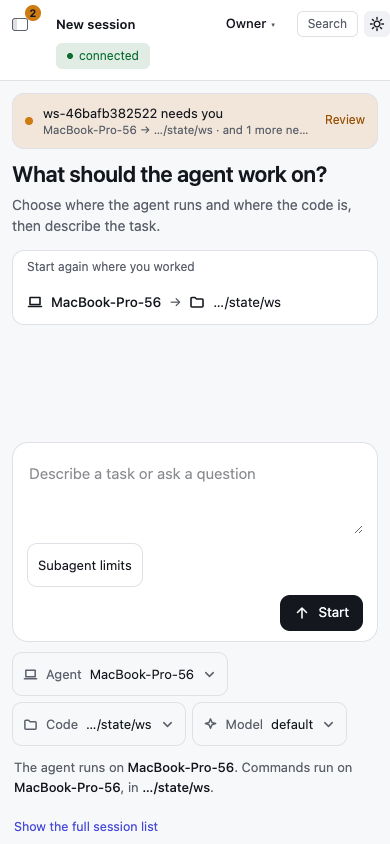 2
New session
Owner
Search
connected
ws-46bafb382522 needs you
MacBook-Pro-56 → …/state/ws · and 1 more ne…
Review
What should the agent work on?
Choose where the agent runs and where the code is,
then describe the task.
Start again where you worked
MacBook-Pro-56 → …/state/ws
Describe a task or ask a question
Subagent limits
Start
Agent MacBook-Pro-56
Code …/state/ws
Model default
The agent runs on MacBook-Pro-56. Commands run on
MacBook-Pro-56, in …/state/ws.
Show the full session list